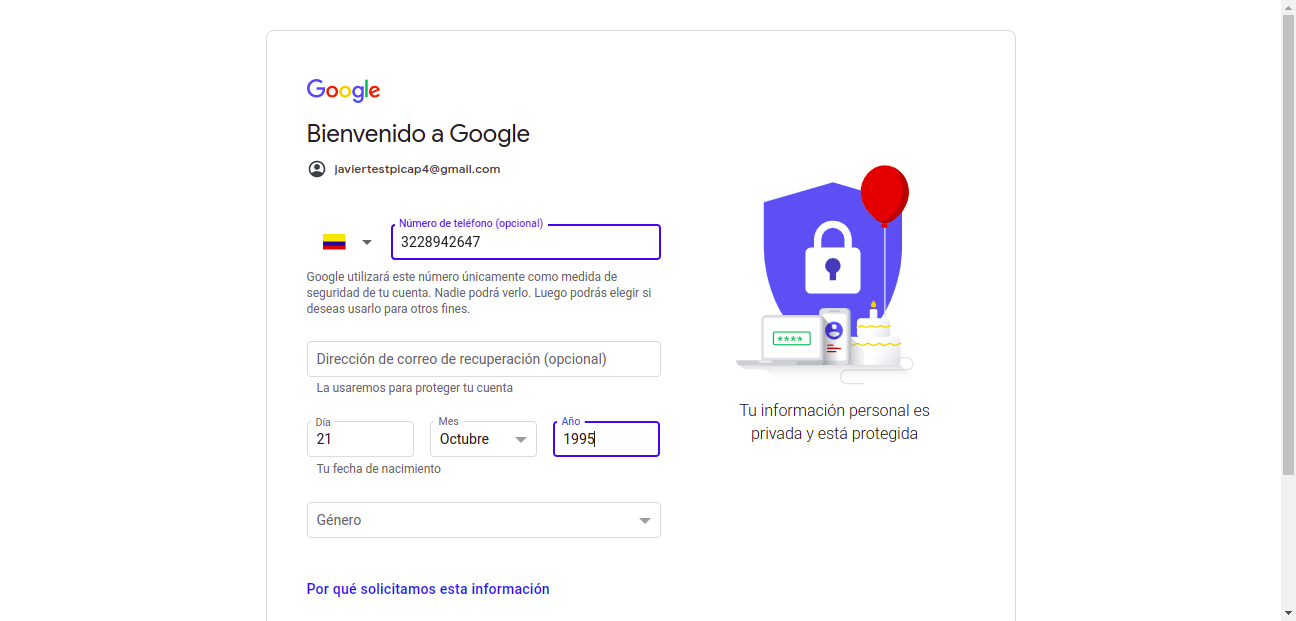 Google
Bienvenido a Google
javiertestpicap4@gmail.com
Número de teléfono (opcional)
3228942647
Google utilizará este número únicamente como medida de
seguridad de tu cuenta. Nadie podrá verlo. Luego podrás elegir si
deseas usarlo para otros fines.
Dirección de correo de recuperación (opcional)
La usaremos para proteger tu cuenta
Día
21
Mes
Octubre
Año
1995
Tu fecha de nacimiento
Género
Por qué solicitamos esta información
****
Tu información personal es
privada y está protegida